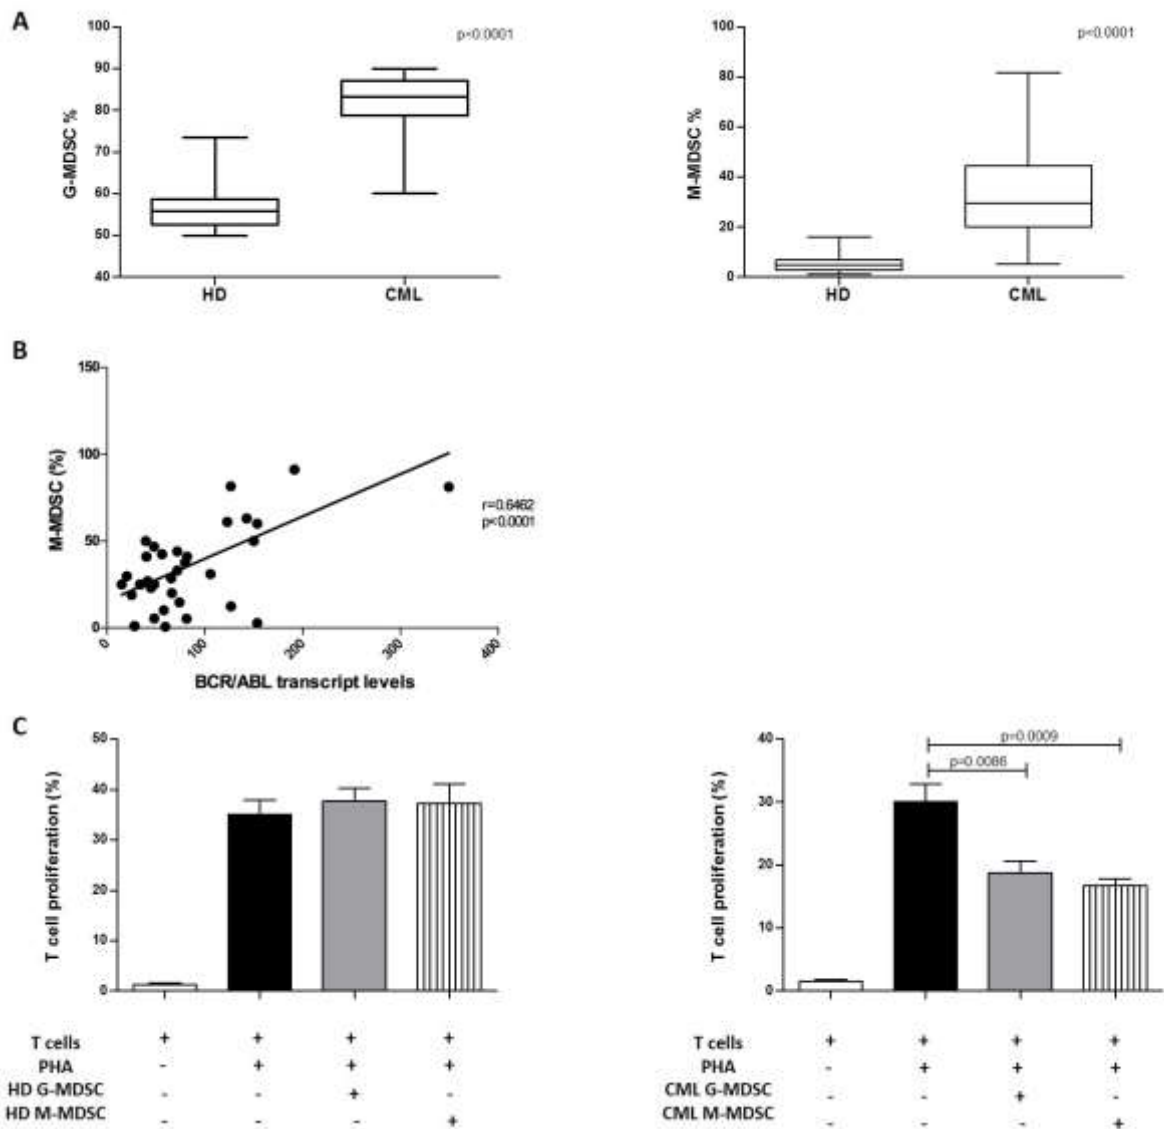 A
100
90
80
70
60
50
40
G-MDSC %
p<0.0001
HD
CML
100
80
60
40
20
0
M-MDSC %
p<0.0001
HD
CML
B
150
100
50
0
M-MDSC (%)
r=0.6462
p<0.0001
0
100
200
300
400
BCR/ABL transcript levels
C
50
40
30
20
10
0
T cell proliferation (%)
T cells + + + +
PHA - + + +
HD G-MDSC - - + -
HD M-MDSC - - - +
40
30
20
10
0
T cell proliferation (%)
p=0.0009
p=0.0086
T cells + + + +
PHA - + + +
CML G-MDSC - - + -
CML M-MDSC - - - +